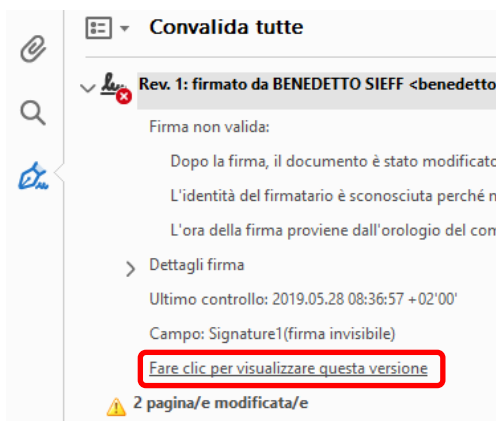 Convalida tutte
Rev. 1: firmato da BENEDETTO SIEFF <benedetto
Firma non valida:
Dopo la firma, il documento è stato modificato
L'identità del firmatario è sconosciuta perché
L'ora della firma proviene dall'orologio del
Dettagli firma
Ultimo controllo: 2019.05.28 08:36:57 +02'00'
Campo: Signature1(firma invisibile)
Fare clic per visualizzare questa versione
2 pagina/e modificata/e